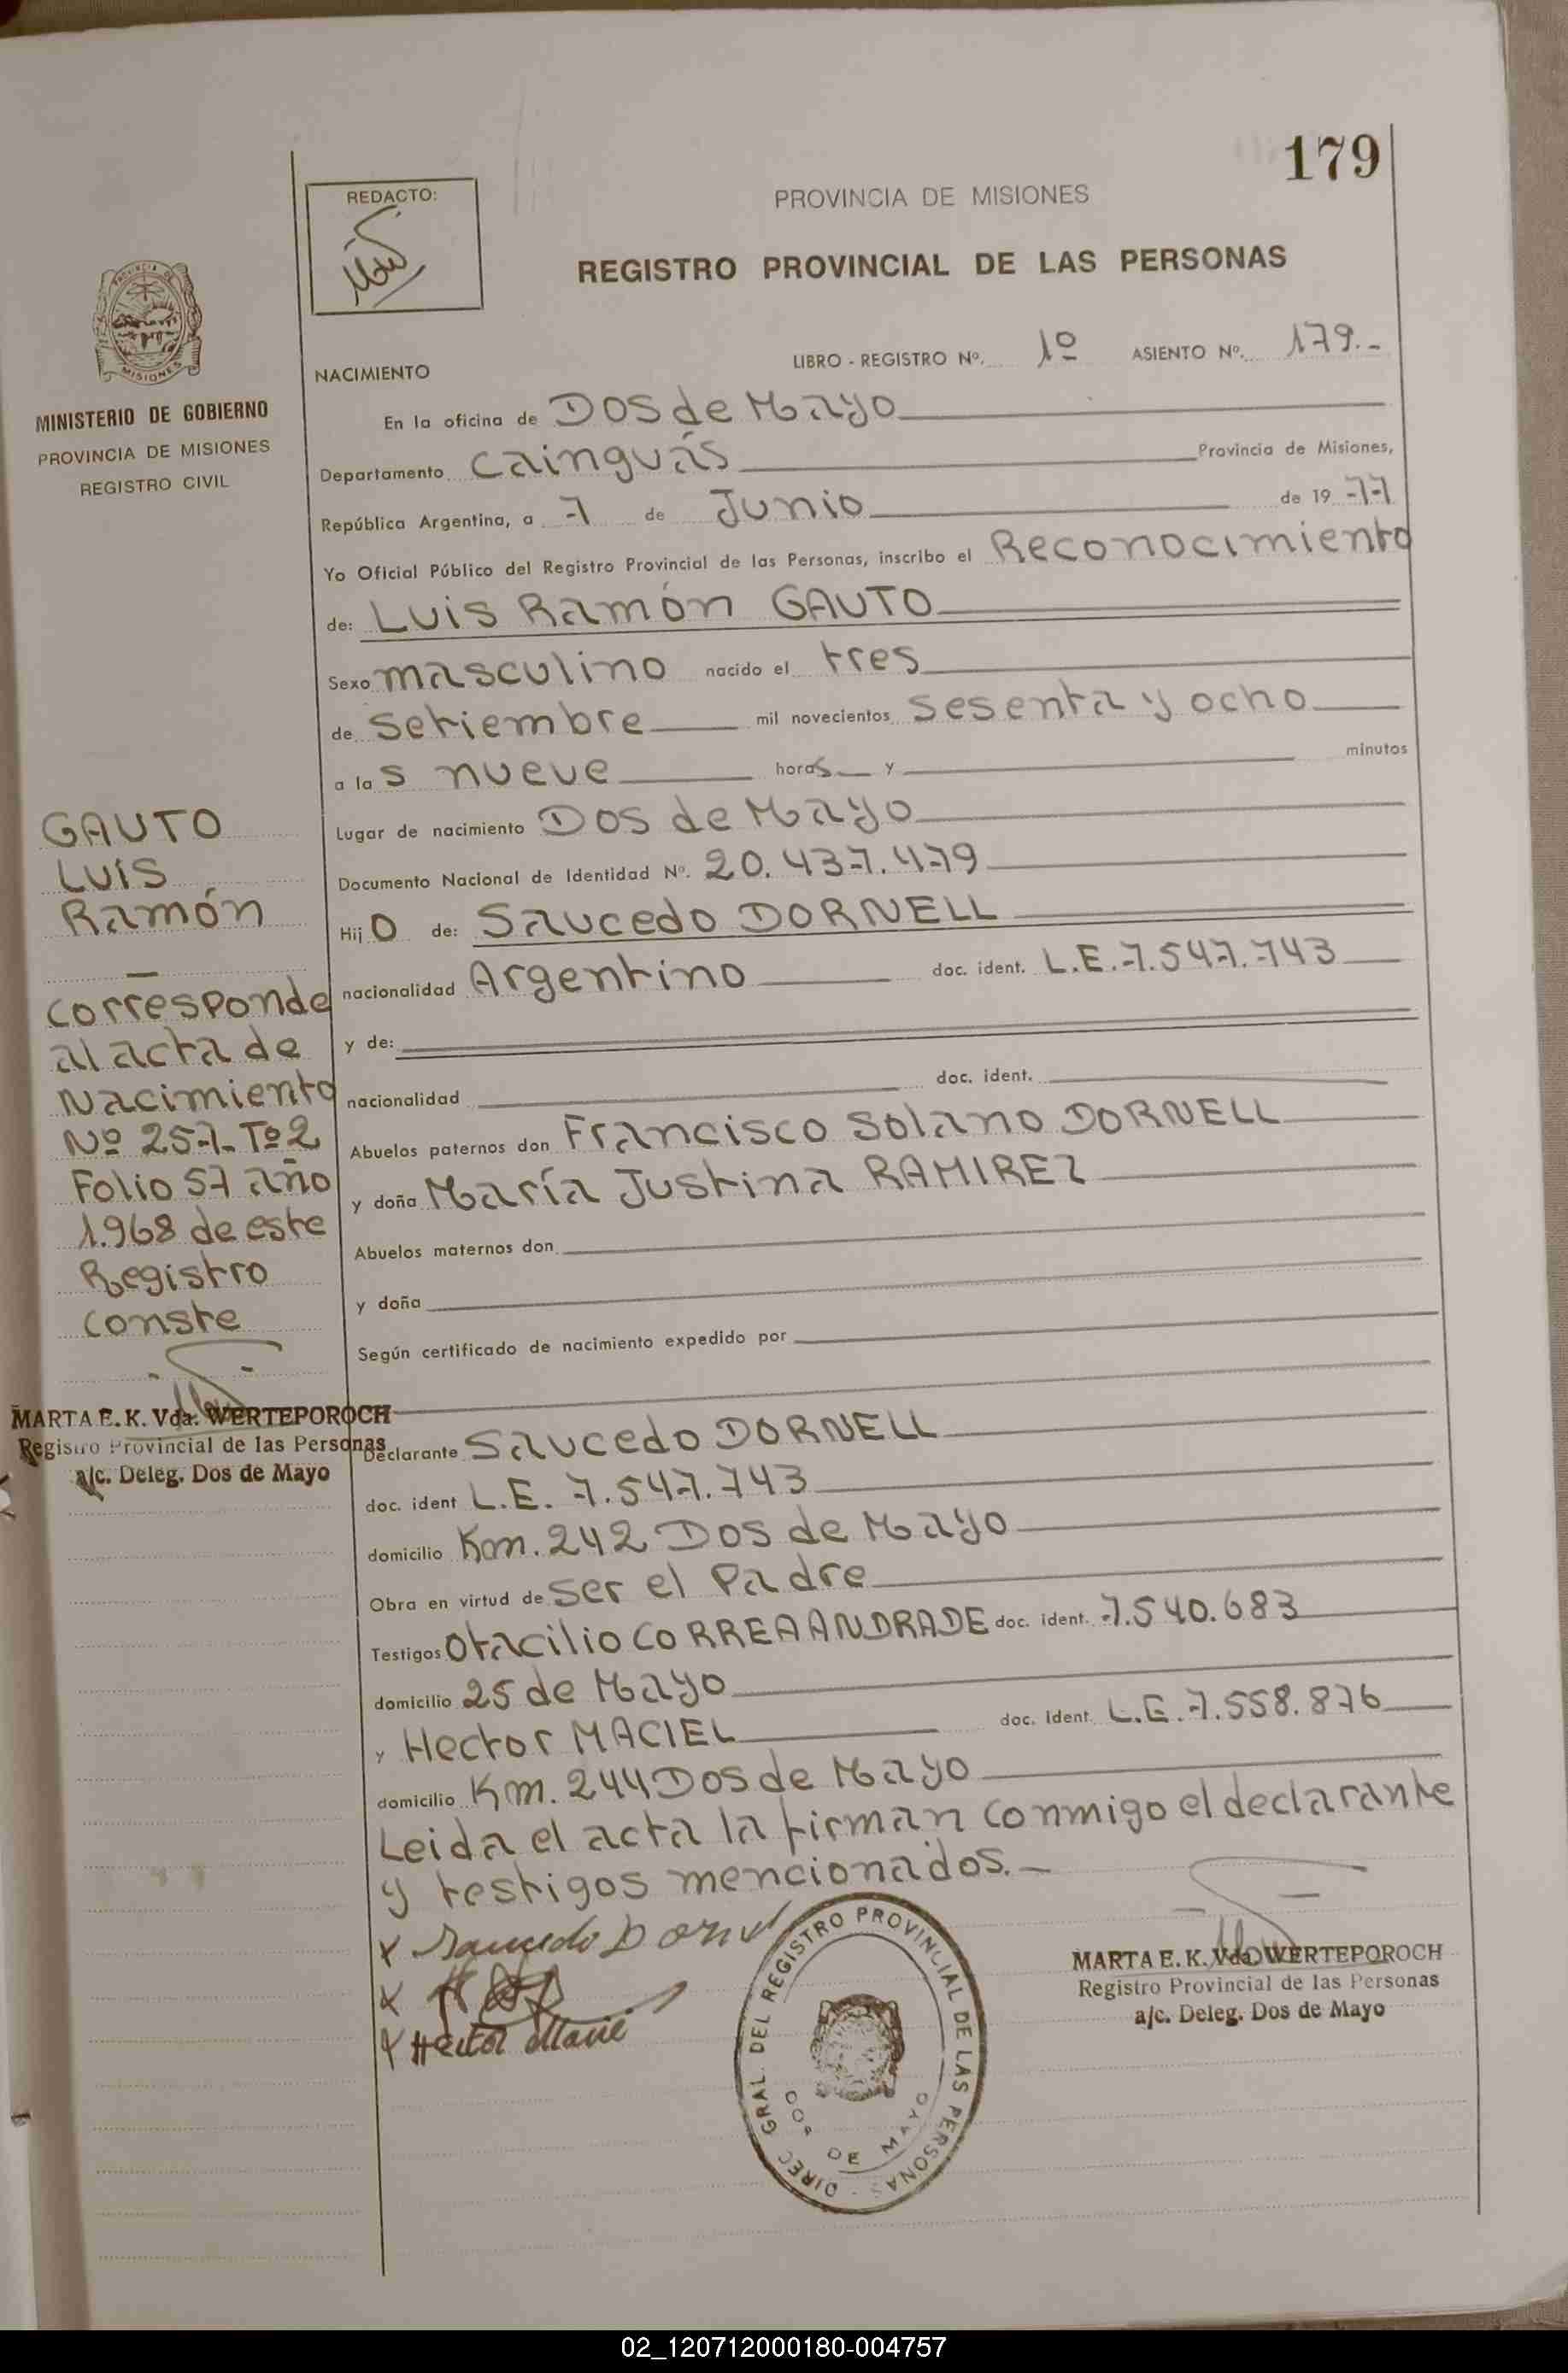 179
REDACTO:
PROVINCIA DE MISIONES
REGISTRO PROVINCIAL DE LAS PERSONAS
LIBRO - REGISTRO Nº. 1º ASIENTO Nº. 179.-
NACIMIENTO
MINISTERIO DE GOBIERNO
PROVINCIA DE MISIONES
REGISTRO CIVIL
En la oficina de Dos de Mayo
Departamento Cainguás Provincia de Misiones,
República Argentina, a 7 de Junio de 1977
Yo Oficial Público del Registro Provincial de las Personas, inscribo el Reconocimiento
de: Luis Ramón GAUTO
Sexo masculino nacido el tres
de Setiembre mil novecientos sesenta y ocho
a las nueve horas y minutos
Lugar de nacimiento Dos de Mayo
Documento Nacional de Identidad Nº. 20.437.479
Hijo de: Saucedo DORNELL
nacionalidad Argentino doc. ident. L.E.7.547.743
y de:
nacionalidad doc. ident.
Abuelos paternos don Francisco Solano DORNELL
y doña María Justina RAMIREZ
Abuelos maternos don
y doña
Según certificado de nacimiento expedido por
Declarante Saucedo DORNELL
doc. ident L.E. 7.547.743
domicilio Km. 242 Dos de Mayo
Obra en virtud de ser el Padre
Testigos Otacilio CORREA ANDRADE doc. ident. 7.540.683
domicilio 25 de Mayo
y Hector MACIEL doc. ident L.E.7.558.876
domicilio Km. 244 Dos de Mayo
Leida el acta la firman conmigo el declarante
y testigos mencionados.-
GAUTO
Luis
Ramón
corresponde
al acta de
Nacimiento
Nº 257-Tº2
Folio 57 año
1.968 de este
Registro
conste
MARTA E. K. Vda. WERTEPOROCH
Registro Provincial de las Personas
a/c. Deleg. Dos de Mayo
x Saucedo Dornel
x
x Hector Maciel
DIREC GRAL. DEL REGISTRO PROVINCIAL DE LAS PERSONAS -
DOS DE MAYO
MARTA E. K. Vda. WERTEPOROCH
Registro Provincial de las Personas
a/c. Deleg. Dos de Mayo
02_120712000180-004757